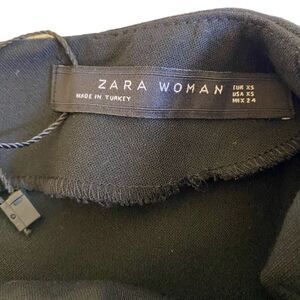 ZARA WOMAN
MADE IN TURKEY
EUR XS
USA XS
MEX 24